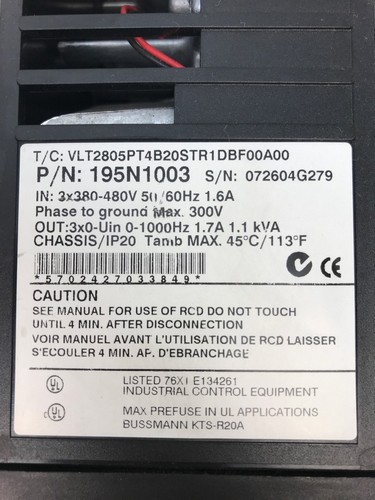 T/C: VLT2805PT4B20STR1DBF00A00
P/N: 195N1003 S/N: 072604G279
IN: 3x380-480V 50/60Hz 1.6A
Phase to ground Max. 300V
OUT:3x0-Uin 0-1000Hz 1.7A 1.1 kVA
CHASSIS/IP20 Tamb MAX. 45°C/113°F
*5702427033849*
CE
CAUTION
SEE MANUAL FOR USE OF RCD DO NOT TOUCH
UNTIL 4 MIN. AFTER DISCONNECTION
VOIR MANUEL AVANT L'UTILISATION DE RCD LAISSER
S'ECOULER 4 MIN. AP. D'EBRANCHAGE
UL LISTED 76X1 E134261
INDUSTRIAL CONTROL EQUIPMENT
UL MAX PREFUSE IN UL APPLICATIONS
BUSSMANN KTS-R20A